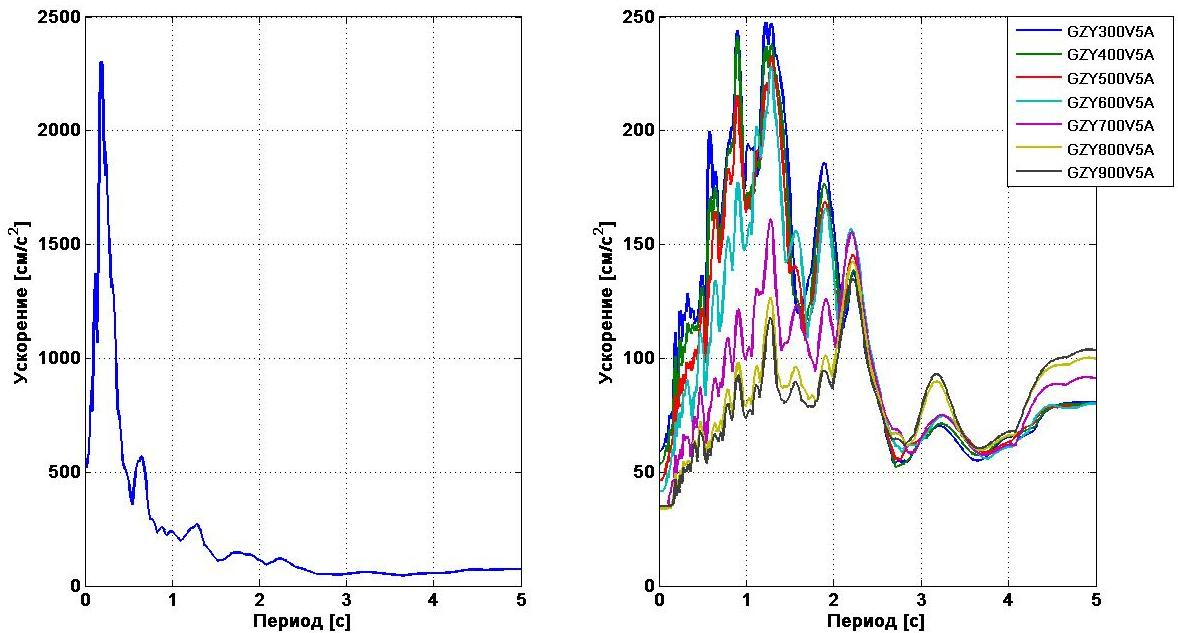 2500
2000
1500
1000
500
0
0 1 2 3 4 5
Ускорение [см/с²]
Период [с]
250
200
150
100
50
0
0 1 2 3 4 5
Ускорение [см/с²]
Период [с]
GZY300V5A
GZY400V5A
GZY500V5A
GZY600V5A
GZY700V5A
GZY800V5A
GZY900V5A